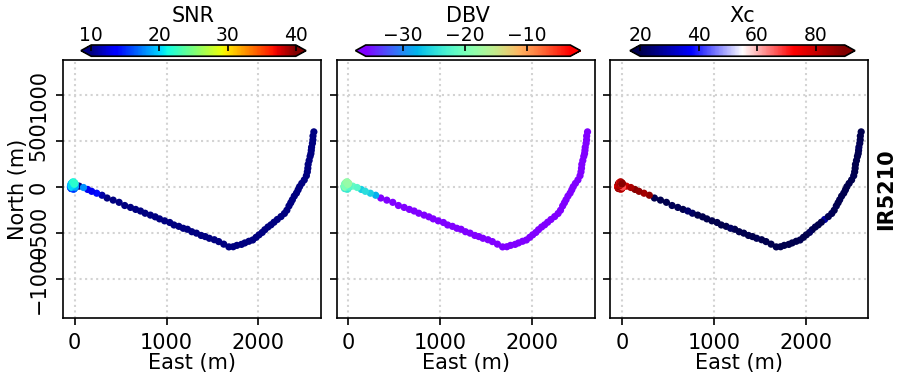 SNR DBV Xc
10 20 30 40 −30 −20 −10 20 40 60 80
North (m)
1000
500
0
−500
−1000
0 1000 2000 0 1000 2000 0 1000 2000
East (m) East (m) East (m)
IR5210